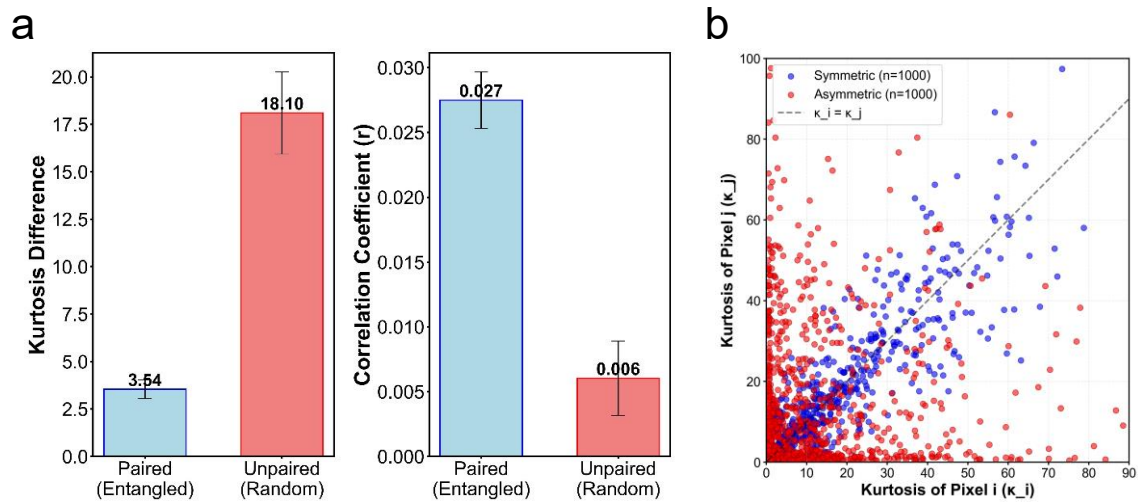 a
Kurtosis Difference
20.0
17.5
15.0
12.5
10.0
7.5
5.0
2.5
0.0
3.54
18.10
Paired
(Entangled)
Unpaired
(Random)
Correlation Coefficient (r)
0.030
0.025
0.020
0.015
0.010
0.005
0.000
0.027
0.006
Paired
(Entangled)
Unpaired
(Random)
b
Kurtosis of Pixel j (κ_j)
100
80
60
40
20
0
Symmetric (n=1000)
Asymmetric (n=1000)
κ_i = κ_j
0 10 20 30 40 50 60 70 80 90
Kurtosis of Pixel i (κ_i)